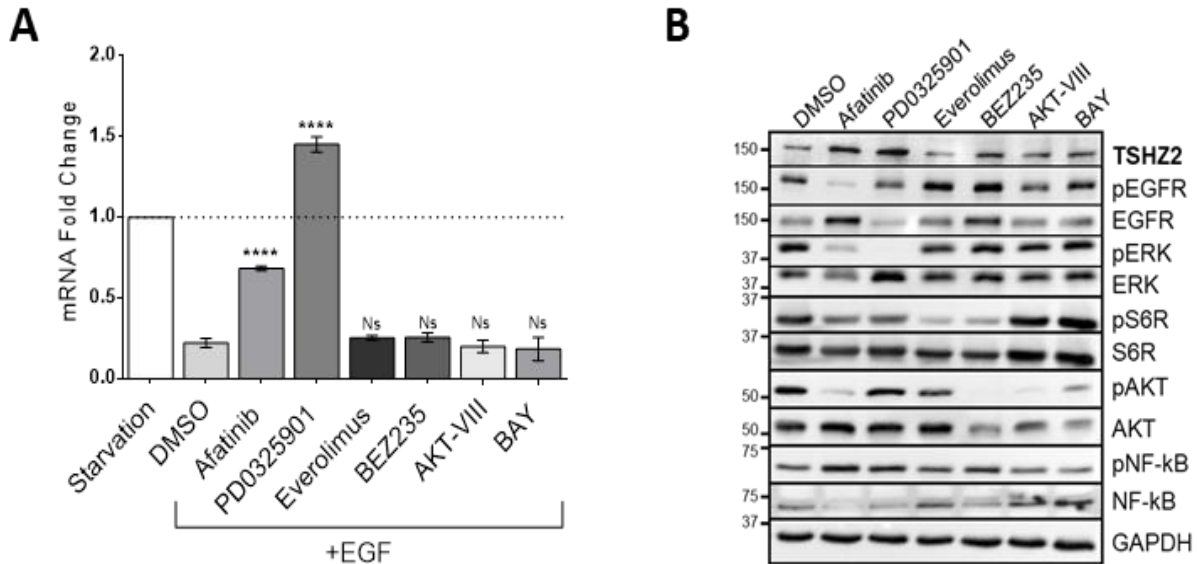 A
mRNA Fold Change
2.0
1.5
1.0
0.5
0.0
****
****
Ns
Ns
Ns
Ns
Starvation
DMSO
Afatinib
PD0325901
Everolimus
BEZ235
AKT-VIII
BAY
+EGF
B
DMSO
Afatinib
PD0325901
Everolimus
BEZ235
AKT-VIII
BAY
150 TSHZ2
150 pEGFR
150 EGFR
37 pERK
37 ERK
37 pS6R
37 S6R
50 pAKT
50 AKT
75 pNF-kB
75 NF-kB
37 GAPDH